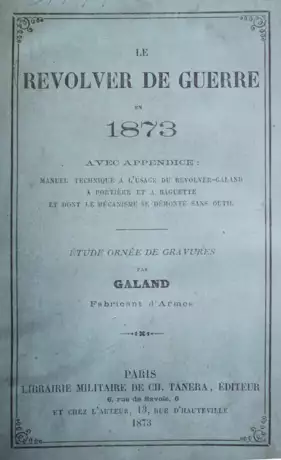 LE
REVOLVER DE GUERRE
EN
1873
AVEC APPENDICE :
MANUEL TECHNIQUE A L'USAGE DU REVOLVER-GALAND
A PORTIÈRE ET A BAGUETTE
ET DONT LE MÉCANISME SE DÉMONTE SANS OUTIL
ÉTUDE ORNÉE DE GRAVURES
PAR
GALAND
Fabricant d'Armes
PARIS
LIBRAIRIE MILITAIRE DE CH. TANERA, ÉDITEUR
6, rue de Savoie, 6
ET CHEZ L'AUTEUR, 13, RUE D'HAUTEVILLE
1873